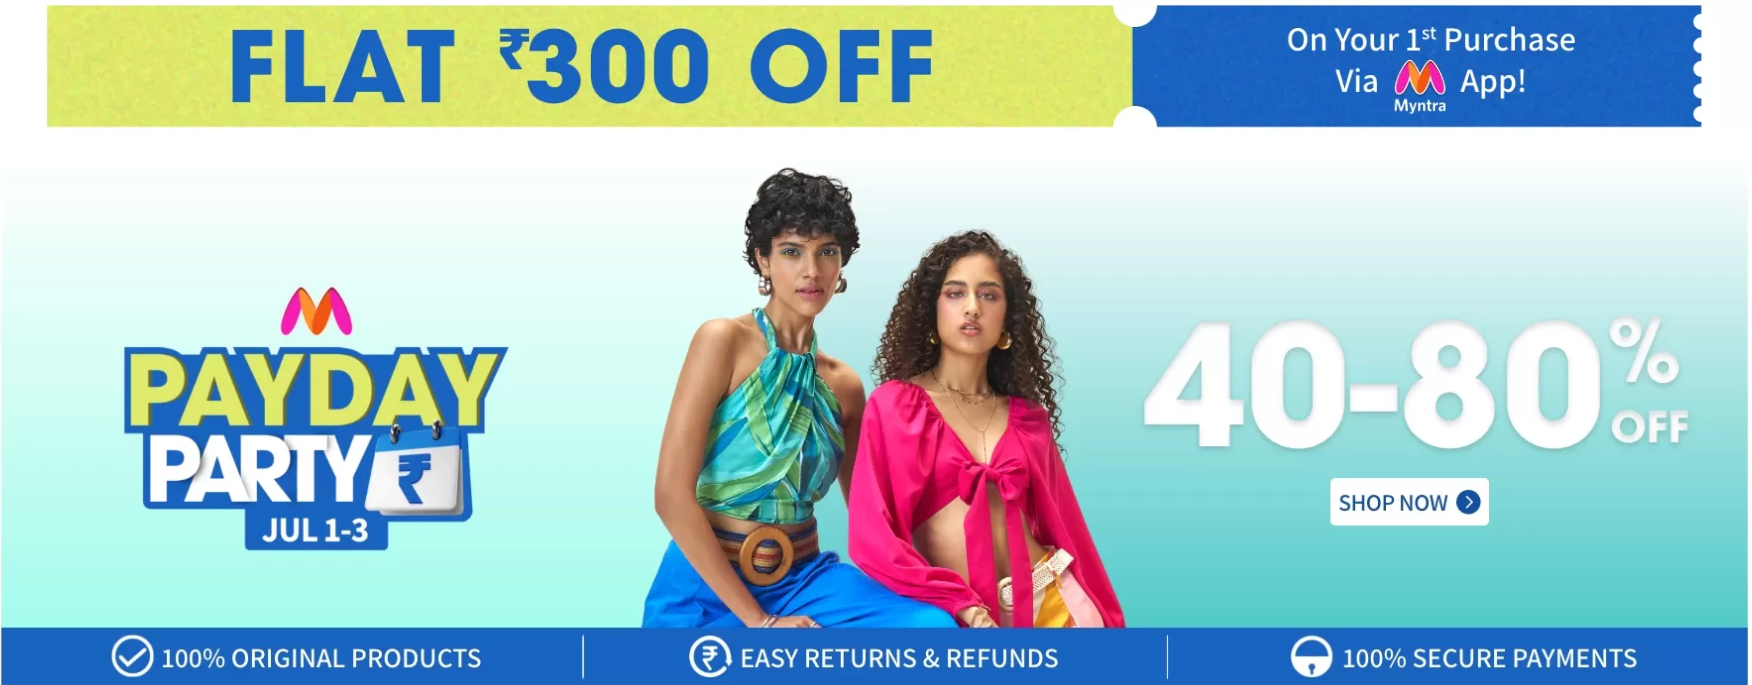 FLAT ₹300 OFF
On Your 1st Purchase
Via Myntra App!
PAYDAY
PARTY ₹
JUL 1-3
40-80% OFF
SHOP NOW
100% ORIGINAL PRODUCTS
EASY RETURNS & REFUNDS
100% SECURE PAYMENTS